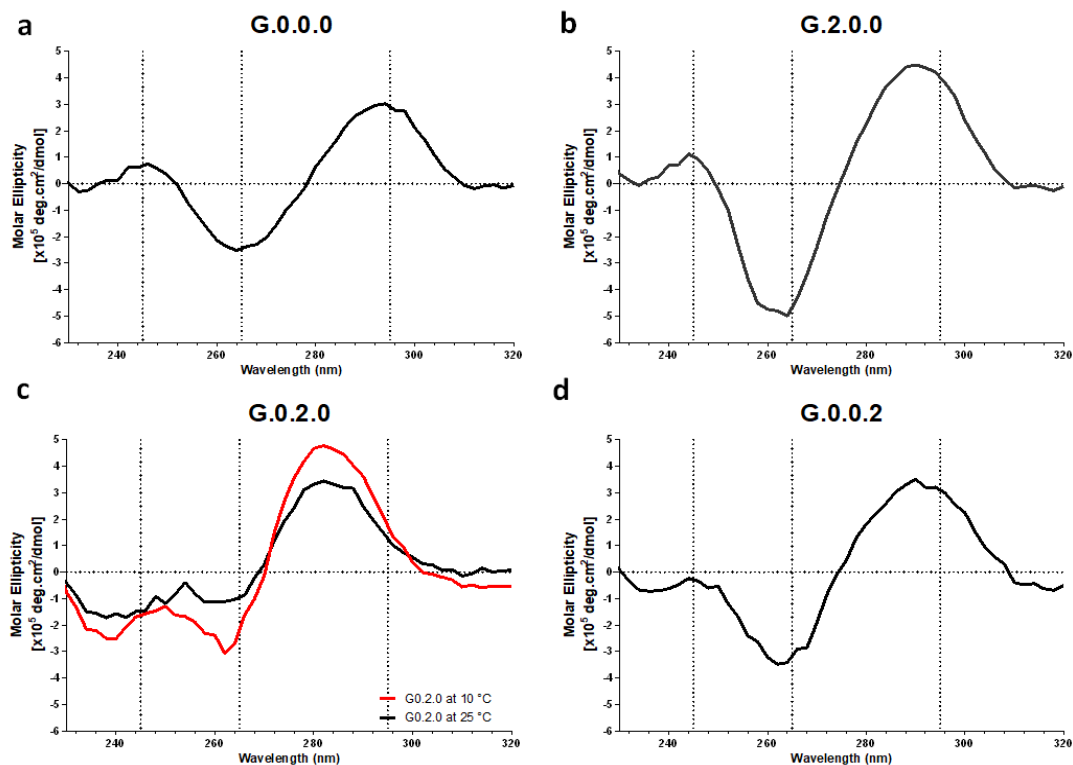 a
G.0.0.0
Molar Ellipticity
[x10⁵ deg.cm²/dmol]
5
4
3
2
1
0
-1
-2
-3
-4
-5
-6
240 260 280 300 320
Wavelength (nm)
b
G.2.0.0
Molar Ellipticity
[x10⁵ deg.cm²/dmol]
5
4
3
2
1
0
-1
-2
-3
-4
-5
-6
240 260 280 300 320
Wavelength (nm)
c
G.0.2.0
Molar Ellipticity
[x10⁵ deg.cm²/dmol]
5
4
3
2
1
0
-1
-2
-3
-4
-5
-6
G0.2.0 at 10 °C
G0.2.0 at 25 °C
240 260 280 300 320
Wavelength (nm)
d
G.0.0.2
Molar Ellipticity
[x10⁵ deg.cm²/dmol]
5
4
3
2
1
0
-1
-2
-3
-4
-5
-6
240 260 280 300 320
Wavelength (nm)